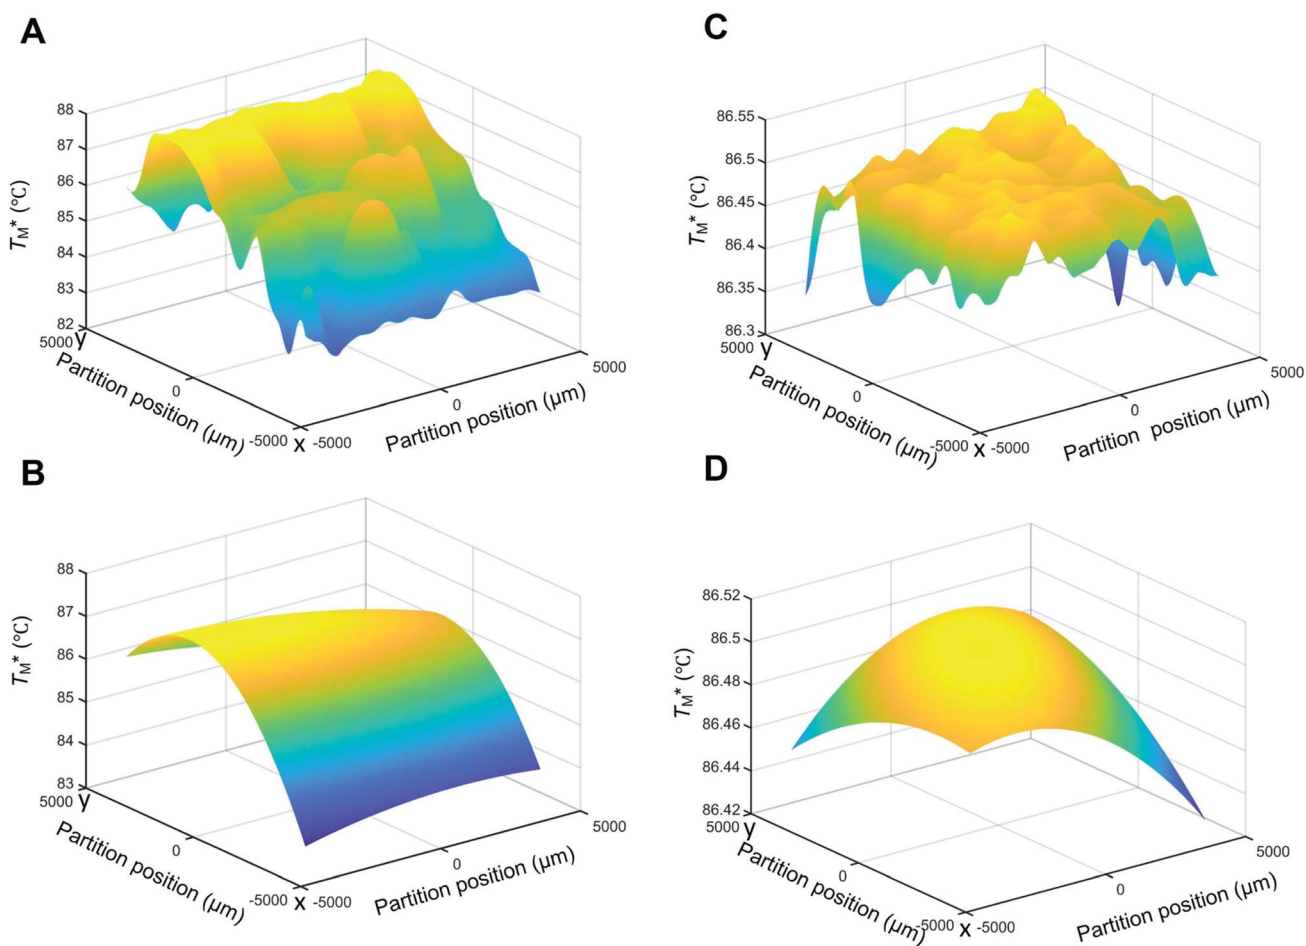 A
88
87
86
85
84
83
82
T_M* (°C)
5000 y
0
-5000 x -5000
0
5000
Partition position (µm)
Partition position (µm)
C
86.55
86.5
86.45
86.4
86.35
86.3
T_M* (°C)
5000 y
0
-5000 x -5000
0
5000
Partition position (µm)
Partition position (µm)
B
88
87
86
85
84
83
T_M* (°C)
5000 y
0
-5000 x -5000
0
5000
Partition position (µm)
Partition position (µm)
D
86.52
86.5
86.48
86.46
86.44
86.42
T_M* (°C)
5000 y
0
-5000 x -5000
0
5000
Partition position (µm)
Partition position (µm)